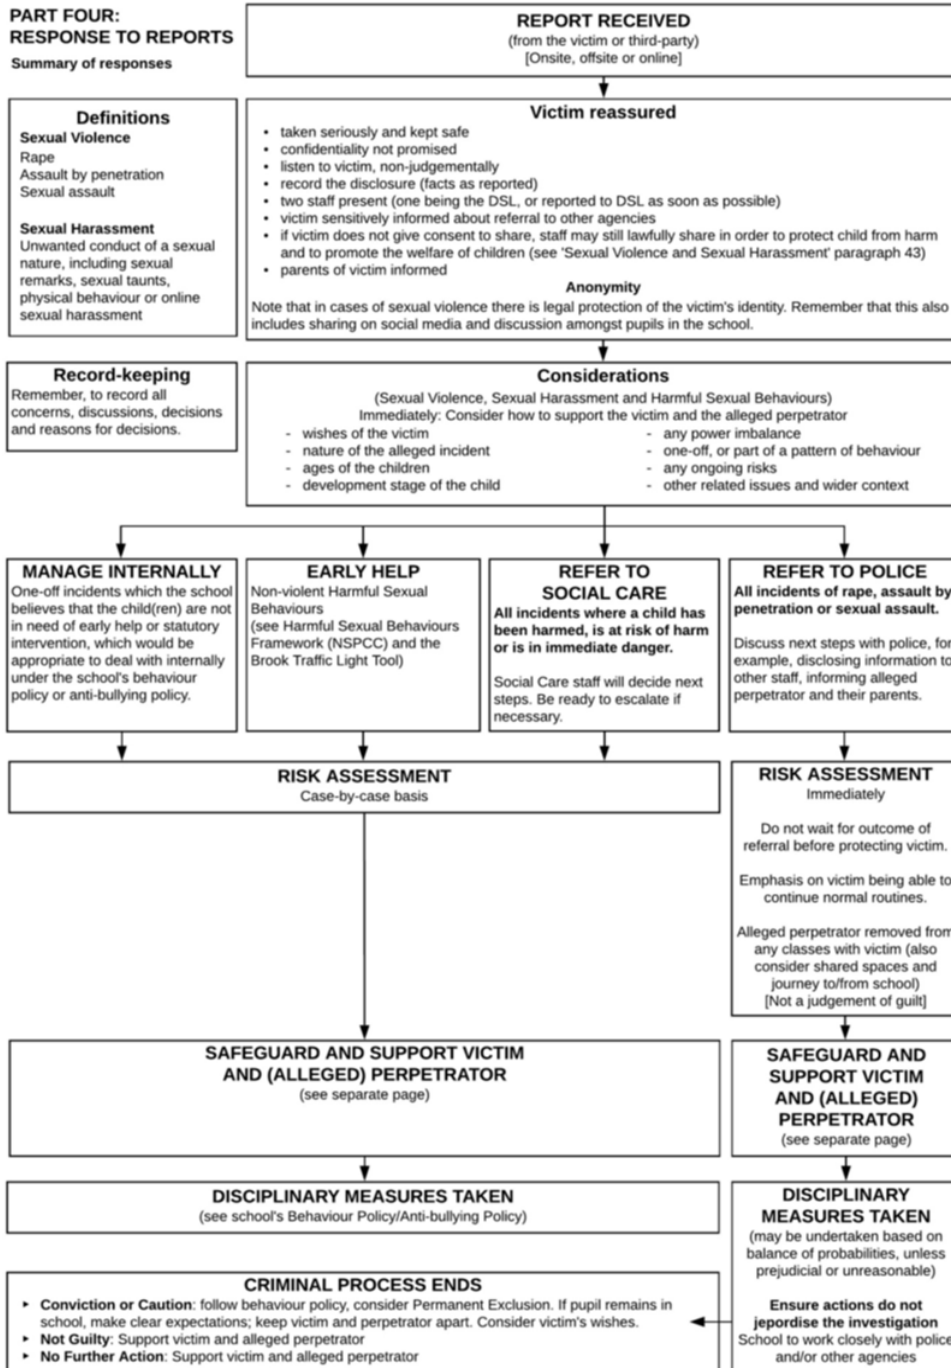 PART FOUR:
RESPONSE TO REPORTS
Summary of responses
REPORT RECEIVED
(from the victim or third-party)
[Onsite, offsite or online]
Definitions
Sexual Violence
Rape
Assault by penetration
Sexual assault
Sexual Harassment
Unwanted conduct of a sexual
nature, including sexual
remarks, sexual taunts,
physical behaviour or online
sexual harassment
Victim reassured
• taken seriously and kept safe
• confidentiality not promised
• listen to victim, non-judgementally
• record the disclosure (facts as reported)
• two staff present (one being the DSL, or reported to DSL as soon as possible)
• victim sensitively informed about referral to other agencies
• if victim does not give consent to share, staff may still lawfully share in order to protect child from harm
and to promote the welfare of children (see 'Sexual Violence and Sexual Harassment' paragraph 43)
• parents of victim informed
Anonymity
Note that in cases of sexual violence there is legal protection of the victim's identity. Remember that this also
includes sharing on social media and discussion amongst pupils in the school.
Record-keeping
Remember, to record all
concerns, discussions, decisions
and reasons for decisions.
Considerations
(Sexual Violence, Sexual Harassment and Harmful Sexual Behaviours)
Immediately: Consider how to support the victim and the alleged perpetrator
- wishes of the victim
- nature of the alleged incident
- ages of the children
- development stage of the child
- any power imbalance
- one-off, or part of a pattern of behaviour
- any ongoing risks
- other related issues and wider context
MANAGE INTERNALLY
One-off incidents which the school
believes that the child(ren) are not
in need of early help or statutory
intervention, which would be
appropriate to deal with internally
under the school's behaviour
policy or anti-bullying policy.
EARLY HELP
Non-violent Harmful Sexual
Behaviours
(see Harmful Sexual Behaviours
Framework (NSPCC) and the
Brook Traffic Light Tool)
REFER TO
SOCIAL CARE
All incidents where a child has
been harmed, is at risk of harm
or is in immediate danger.
Social Care staff will decide next
steps. Be ready to escalate if
necessary.
REFER TO POLICE
All incidents of rape, assault by
penetration or sexual assault.
Discuss next steps with police, for
example, disclosing information to
other staff, informing alleged
perpetrator and their parents.
RISK ASSESSMENT
Case-by-case basis
RISK ASSESSMENT
Immediately
Do not wait for outcome of
referral before protecting victim.
Emphasis on victim being able to
continue normal routines.
Alleged perpetrator removed from
any classes with victim (also
consider shared spaces and
journey to/from school)
[Not a judgement of guilt]
SAFEGUARD AND SUPPORT VICTIM
AND (ALLEGED) PERPETRATOR
(see separate page)
SAFEGUARD AND
SUPPORT VICTIM
AND (ALLEGED)
PERPETRATOR
(see separate page)
DISCIPLINARY MEASURES TAKEN
(see school's Behaviour Policy/Anti-bullying Policy)
DISCIPLINARY
MEASURES TAKEN
(may be undertaken based on
balance of probabilities, unless
prejudicial or unreasonable)
Ensure actions do not
jepordise the investigation
School to work closely with police
and/or other agencies
CRIMINAL PROCESS ENDS
‣ Conviction or Caution: follow behaviour policy, consider Permanent Exclusion. If pupil remains in
school, make clear expectations; keep victim and perpetrator apart. Consider victim's wishes.
‣ Not Guilty: Support victim and alleged perpetrator
‣ No Further Action: Support victim and alleged perpetrator